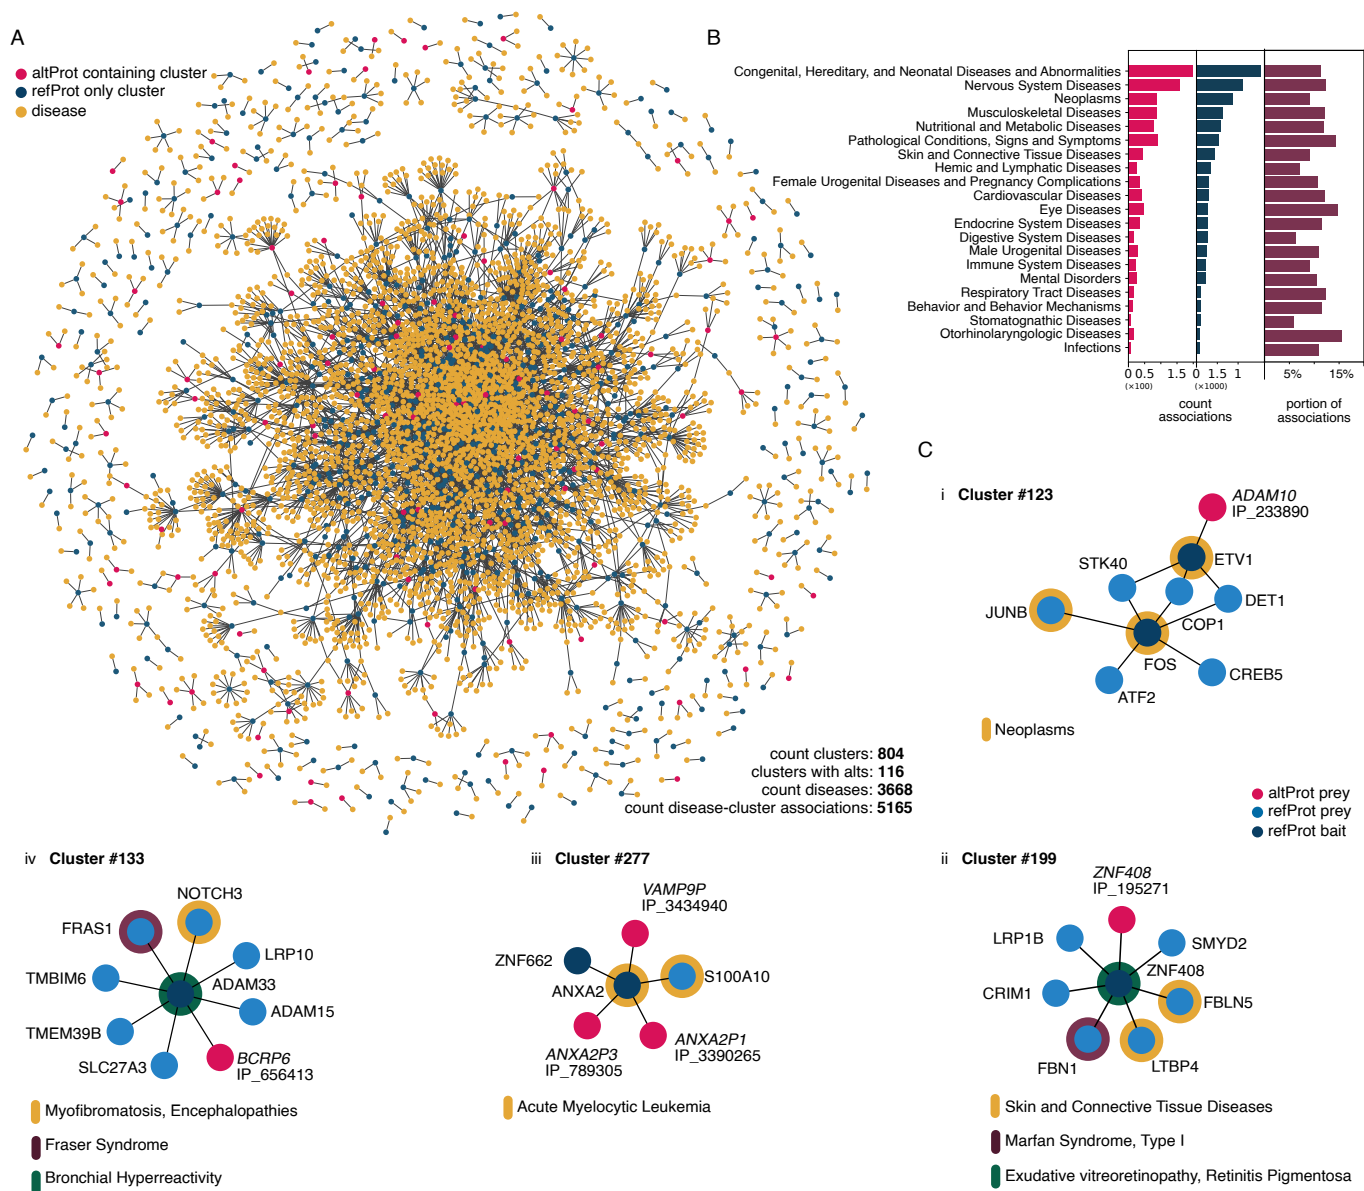 A
altProt containing cluster
refProt only cluster
disease
count clusters: 804
clusters with alts: 116
count diseases: 3668
count disease-cluster associations: 5165
B
Congenital, Hereditary, and Neonatal Diseases and Abnormalities
Nervous System Diseases
Neoplasms
Musculoskeletal Diseases
Nutritional and Metabolic Diseases
Pathological Conditions, Signs and Symptoms
Skin and Connective Tissue Diseases
Hemic and Lymphatic Diseases
Female Urogenital Diseases and Pregnancy Complications
Cardiovascular Diseases
Eye Diseases
Endocrine System Diseases
Digestive System Diseases
Male Urogenital Diseases
Immune System Diseases
Mental Disorders
Respiratory Tract Diseases
Behavior and Behavior Mechanisms
Stomatognathic Diseases
Otorhinolaryngologic Diseases
Infections
0 0.5 1.5 0 1.5 1 5% 15%
(×100) (×1000)
count associations
portion of associations
C
i Cluster #123
ADAM10
IP_233890
ETV1
STK40
DET1
JUNB
COP1
FOS
CREB5
ATF2
Neoplasms
altProt prey
refProt prey
refProt bait
iv Cluster #133
NOTCH3
FRAS1
LRP10
TMBIM6
ADAM33
ADAM15
TMEM39B
SLC27A3
BCRP6
IP_656413
Myofibromatosis, Encephalopathies
Fraser Syndrome
Bronchial Hyperreactivity
iii Cluster #277
VAMP9P
IP_3434940
ZNF662
S100A10
ANXA2
ANXA2P1
IP_3390265
ANXA2P3
IP_789305
Acute Myelocytic Leukemia
ii Cluster #199
ZNF408
IP_195271
LRP1B
SMYD2
ZNF408
CRIM1
FBLN5
FBN1
LTBP4
Skin and Connective Tissue Diseases
Marfan Syndrome, Type I
Exudative vitreoretinopathy, Retinitis Pigmentosa